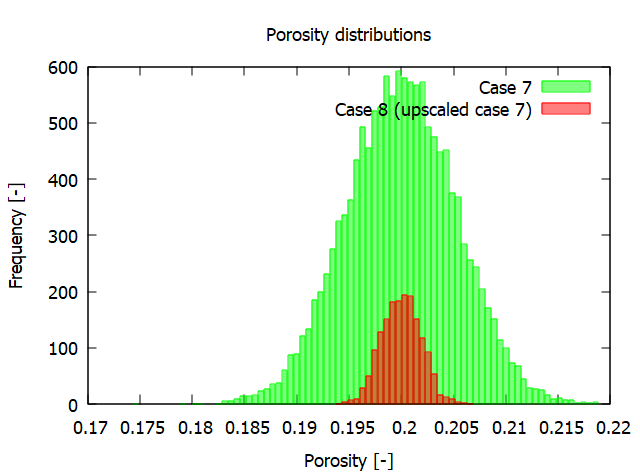 Porosity distributions
600
500
400
300
200
100
0
Frequency [-]
Case 7
Case 8 (upscaled case 7)
0.17 0.175 0.18 0.185 0.19 0.195 0.2 0.205 0.21 0.215 0.22
Porosity [-]